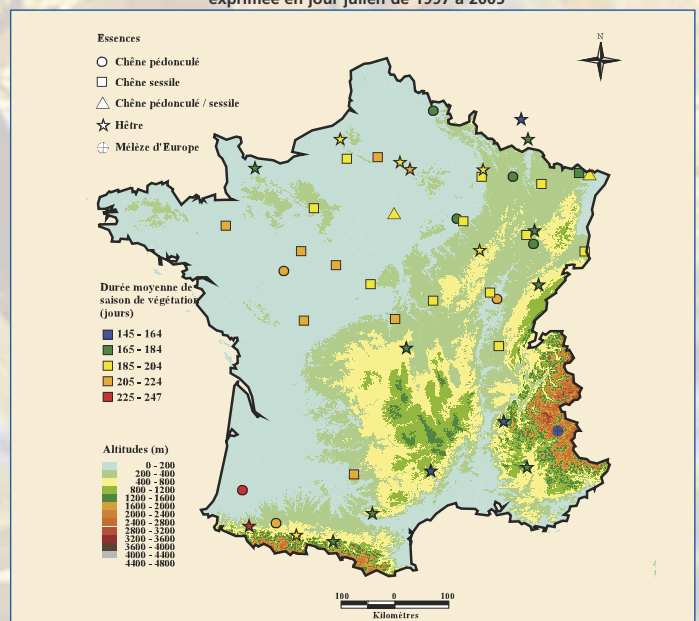 exprimée en jour julien de 1997 à 2003
N
Essences
Chêne pédonculé
Chêne sessile
Chêne pédonculé / sessile
Hêtre
Mélèze d'Europe
Durée moyenne de
saison de végétation
(jours)
145 - 164
165 - 184
185 - 204
205 - 224
225 - 247
Altitudes (m)
0 - 200
200 - 400
400 - 800
800 - 1200
1200 - 1600
1600 - 2000
2000 - 2400
2400 - 2800
2800 - 3200
3200 - 3600
3600 - 4000
4000 - 4400
4400 - 4800
100 0 100
Kilomètres